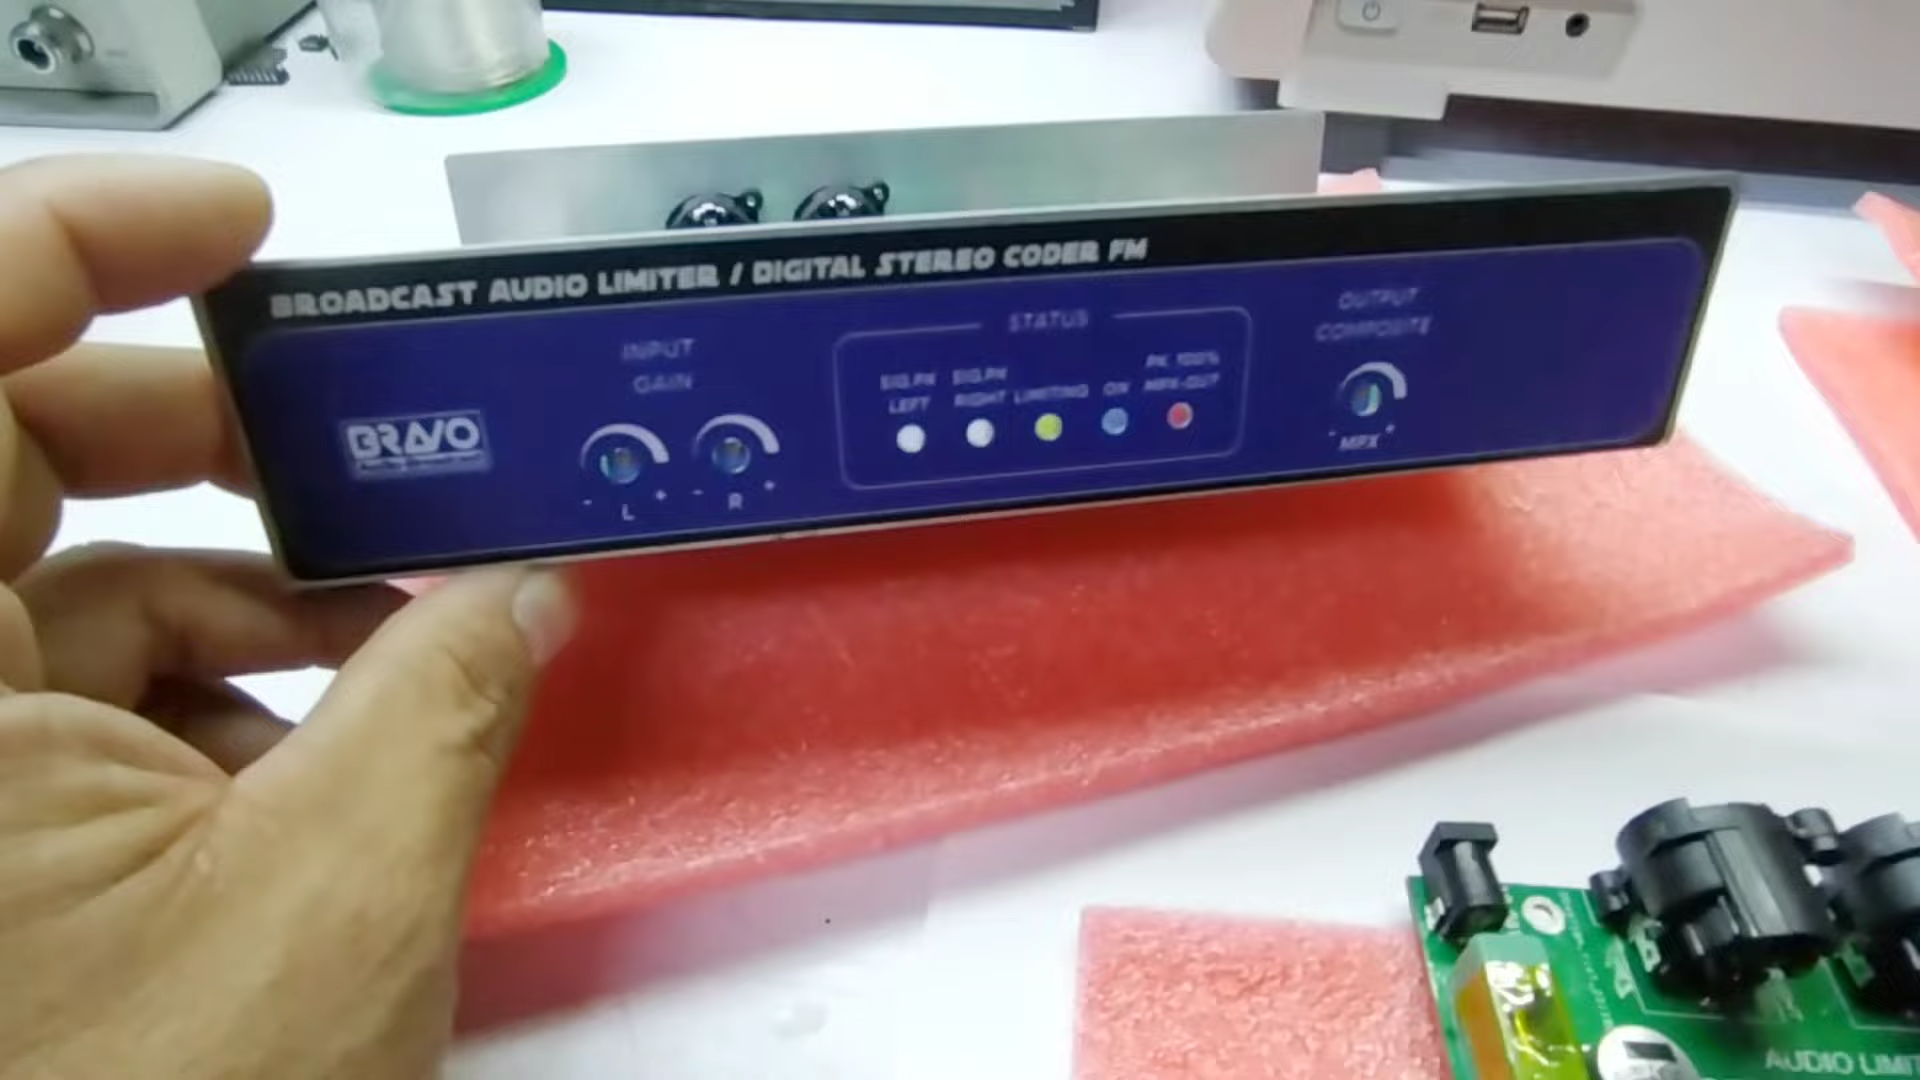 BROADCAST AUDIO LIMITER / DIGITAL STEREO CODER FM
BRAVO
INPUT
GAIN
- L +
- R +
STATUS
SIG.PK
LEFT
SIG.PK
RIGHT
LIMITING
ON
PK 100%
MPX-OUT
OUTPUT
COMPOSITE
- MPX +
AUDIO LIMIT